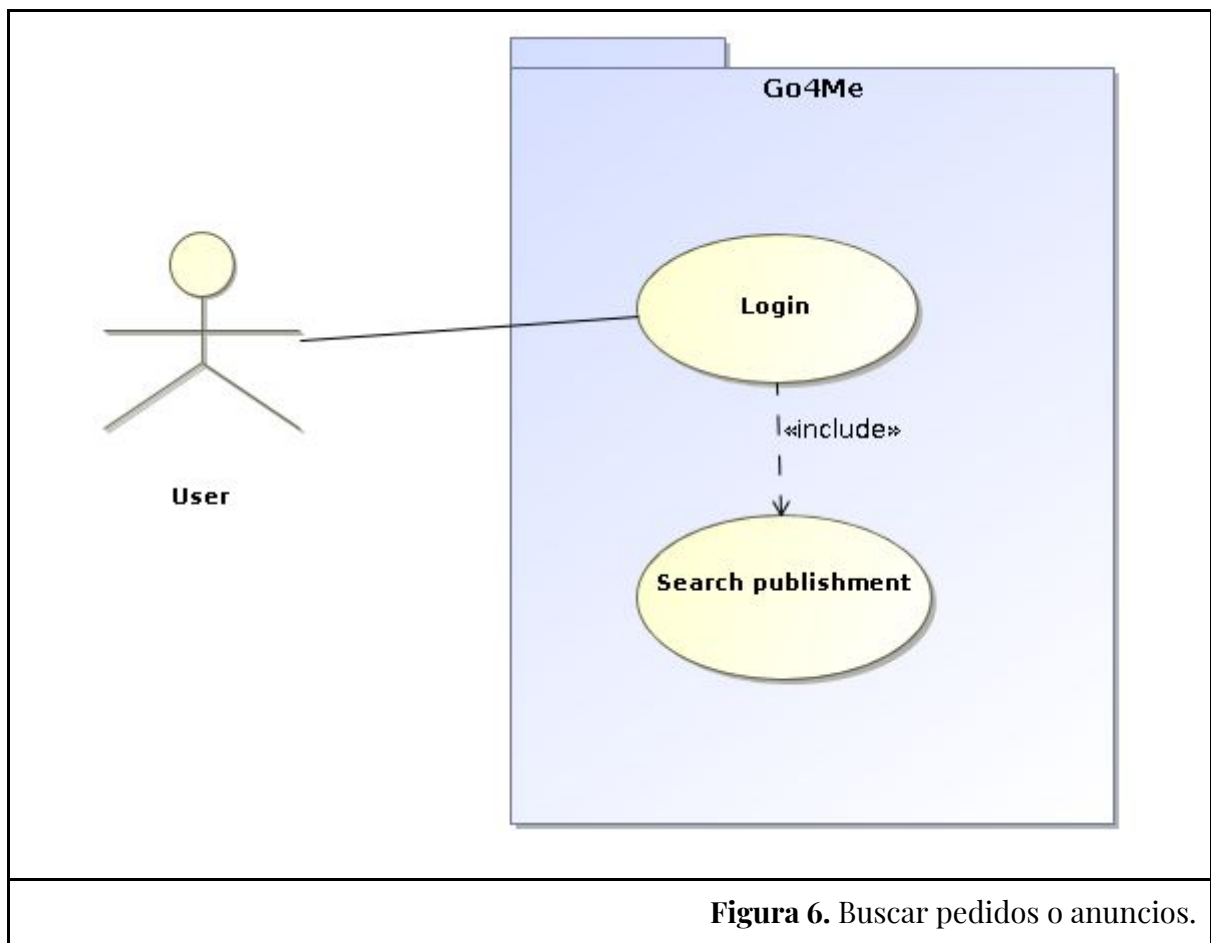 Go4Me
Login
«include»
User
Search publishment
Figura 6. Buscar pedidos o anuncios.